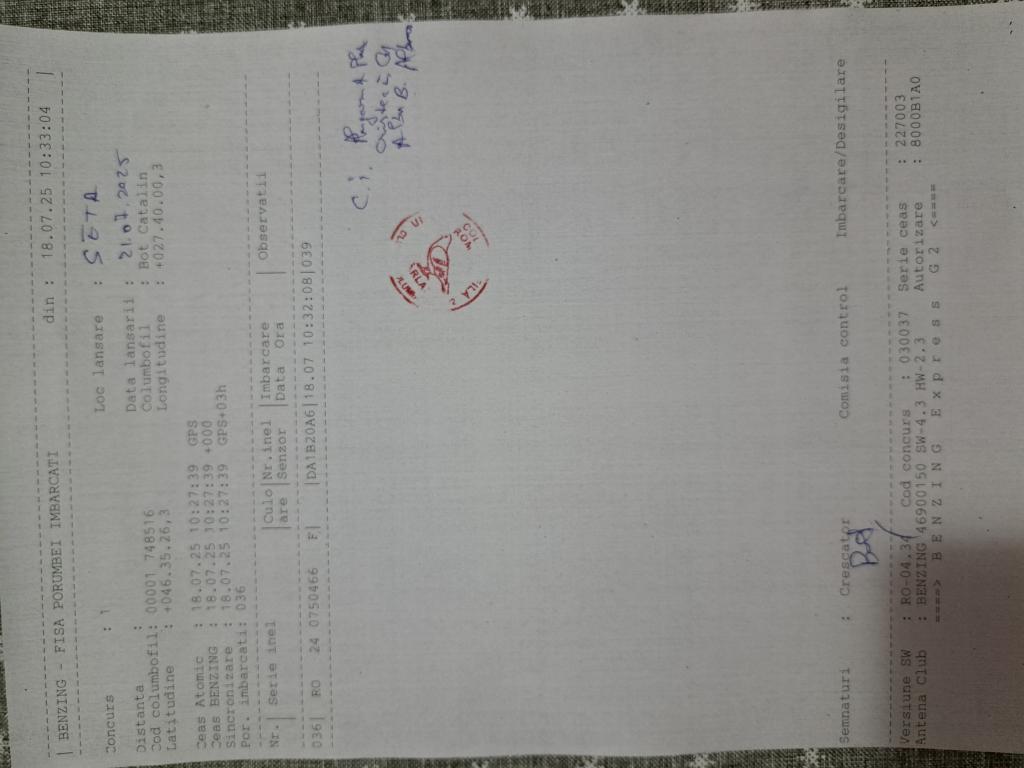 | BENZING - FISA PORUMBEI IMBARCATI din : 18.07.25 10:33:04 |
Concurs : 1 Loc lansare : SETA
Distanta : Data lansarii : 21.07.2025
Cod columbofil: 00001 748516 Columbofil : Bot Catalin
Latitudine : +046.35.26,3 Longitudine : +027.40.00,3
Ceas Atomic : 18.07.25 10:27:39 GPS
Ceas BENZING : 18.07.25 10:27:39 +000
Sincronizare : 18.07.25 10:27:39 GPS+03h
Por. imbarcati: 036
Nr.| Serie inel |Culo|Nr.inel |Imbarcare | Observatii
|are |Senzor |Data Ora |
036| RO 24 0750466 F| |DA1B20A6|18.07 10:32:08|039
C.i.
Semnaturi : Crescator Comisia control Imbarcare/Desigilare
Versiune SW : RO-04.3 Cod concurs : 030037 Serie ceas : 227003
Antena Club : BENZING 46900150 SW-4.3 HW-2.3 Autorizare : 8000B1A0
====> B E N Z I N G E x p r e s s G 2 <====